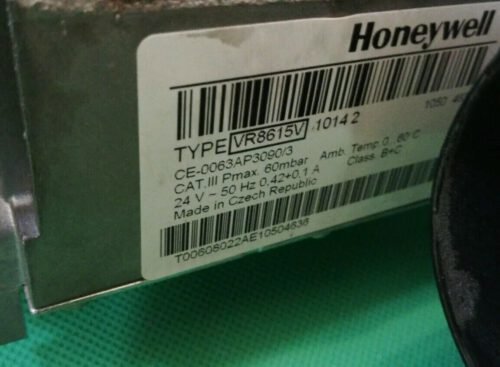 Honeywell
TYPE VR8615V 1014 2
1050
CE-0063AP3090/3
CAT.III Pmax. 60mbar Amb. Temp 0...60°C
24 V ~ 50 Hz 0,42+0,1 A Class. B+C
Made in Czech Republic
T00608022AE10504636